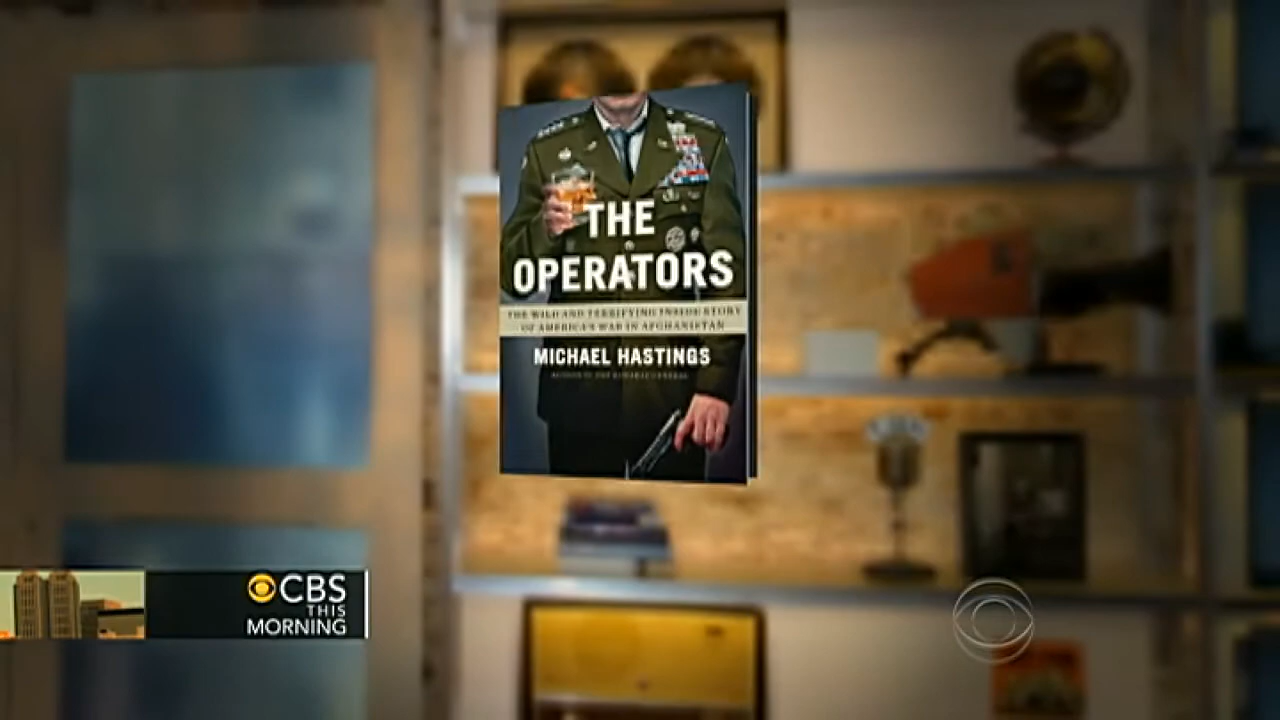 THE
OPERATORS
THE WILD AND TERRIFYING INSIDE STORY
OF AMERICA'S WAR IN AFGHANISTAN
MICHAEL HASTINGS
CBS
THIS
MORNING